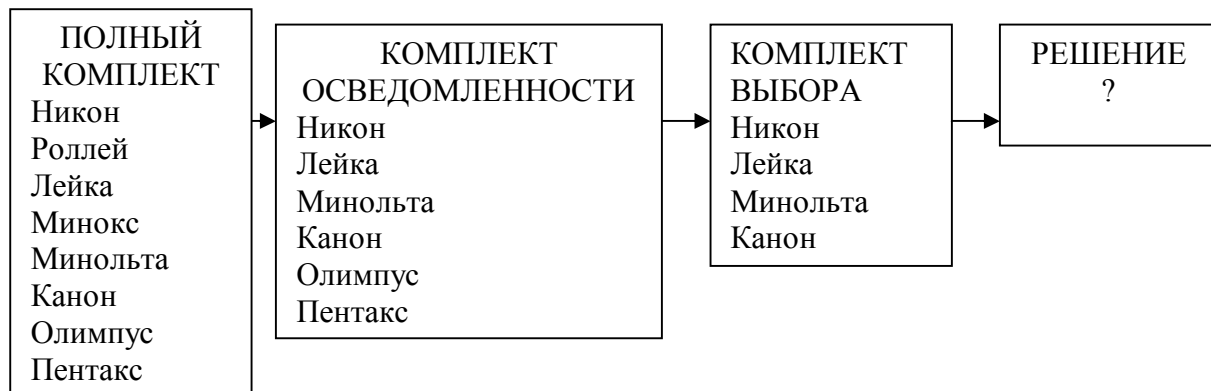 ПОЛНЫЙ
КОМПЛЕКТ
Никон
Роллей
Лейка
Минокс
Минольта
Канон
Олимпус
Пентакс
КОМПЛЕКТ
ОСВЕДОМЛЕННОСТИ
Никон
Лейка
Минольта
Канон
Олимпус
Пентакс
КОМПЛЕКТ
ВЫБОРА
Никон
Лейка
Минольта
Канон
РЕШЕНИЕ
?